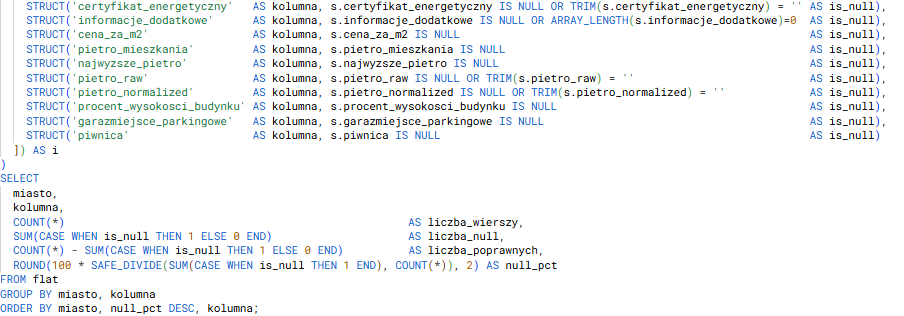 STRUCT('certyfikat_energetyczny' AS kolumna, s.certyfikat_energetyczny IS NULL OR TRIM(s.certyfikat_energetyczny) = '' AS is_null),
STRUCT('informacje_dodatkowe' AS kolumna, s.informacje_dodatkowe IS NULL OR ARRAY_LENGTH(s.informacje_dodatkowe)=0 AS is_null),
STRUCT('cena_za_m2' AS kolumna, s.cena_za_m2 IS NULL AS is_null),
STRUCT('pietro_mieszkania' AS kolumna, s.pietro_mieszkania IS NULL AS is_null),
STRUCT('najwyzsze_pietro' AS kolumna, s.najwyzsze_pietro IS NULL AS is_null),
STRUCT('pietro_raw' AS kolumna, s.pietro_raw IS NULL OR TRIM(s.pietro_raw) = '' AS is_null),
STRUCT('pietro_normalized' AS kolumna, s.pietro_normalized IS NULL OR TRIM(s.pietro_normalized) = '' AS is_null),
STRUCT('procent_wysokosci_budynku' AS kolumna, s.procent_wysokosci_budynku IS NULL AS is_null),
STRUCT('garazmiejsce_parkingowe' AS kolumna, s.garazmiejsce_parkingowe IS NULL AS is_null),
STRUCT('piwnica' AS kolumna, s.piwnica IS NULL AS is_null)
]) AS i
)
SELECT
miasto,
kolumna,
COUNT(*) AS liczba_wierszy,
SUM(CASE WHEN is_null THEN 1 ELSE 0 END) AS liczba_null,
COUNT(*) - SUM(CASE WHEN is_null THEN 1 ELSE 0 END) AS liczba_poprawnych,
ROUND(100 * SAFE_DIVIDE(SUM(CASE WHEN is_null THEN 1 END), COUNT(*)), 2) AS null_pct
FROM flat
GROUP BY miasto, kolumna
ORDER BY miasto, null_pct DESC, kolumna;